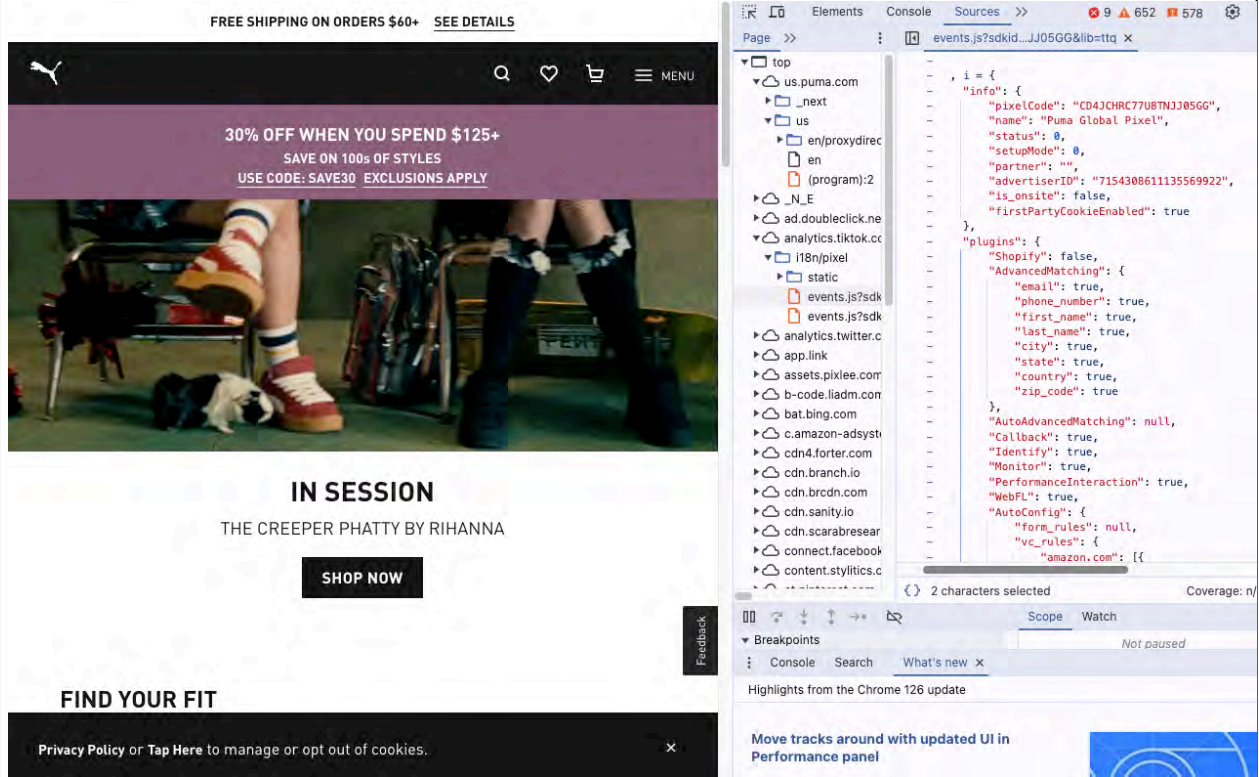 FREE SHIPPING ON ORDERS $60+ SEE DETAILS
MENU
30% OFF WHEN YOU SPEND $125+
SAVE ON 100s OF STYLES
USE CODE: SAVE30 EXCLUSIONS APPLY
IN SESSION
THE CREEPER PHATTY BY RIHANNA
SHOP NOW
Feedback
FIND YOUR FIT
Privacy Policy or Tap Here to manage or opt out of cookies.
Elements Console Sources 9 652 578
Page
events.js?sdkid...JJ05GG&lib=ttq
top
us.puma.com
_next
us
en/proxydirec
en
(program):2
_N_E
ad.doubleclick.ne
analytics.tiktok.cc
i18n/pixel
static
events.js?sdk
events.js?sdk
analytics.twitter.c
app.link
assets.pixlee.com
b-code.liadm.com
bat.bing.com
c.amazon-adsyste
cdn4.forter.com
cdn.branch.io
cdn.brcdn.com
cdn.sanity.io
cdn.scarabresear
connect.facebook
content.stylitics.c
, i = {
"info": {
"pixelCode": "CD4JCHRC77U8TNJJ05GG",
"name": "Puma Global Pixel",
"status": 0,
"setupMode": 0,
"partner": "",
"advertiserID": "7154308611135569922",
"is_onsite": false,
"firstPartyCookieEnabled": true
},
"plugins": {
"Shopify": false,
"AdvancedMatching": {
"email": true,
"phone_number": true,
"first_name": true,
"last_name": true,
"city": true,
"state": true,
"country": true,
"zip_code": true
},
"AutoAdvancedMatching": null,
"Callback": true,
"Identify": true,
"Monitor": true,
"PerformanceInteraction": true,
"WebFL": true,
"AutoConfig": {
"form_rules": null,
"vc_rules": {
"amazon.com": [{
{} 2 characters selected
Coverage: n/
Scope Watch
Breakpoints
Not paused
Console Search What's new
Highlights from the Chrome 126 update
Move tracks around with updated UI in
Performance panel